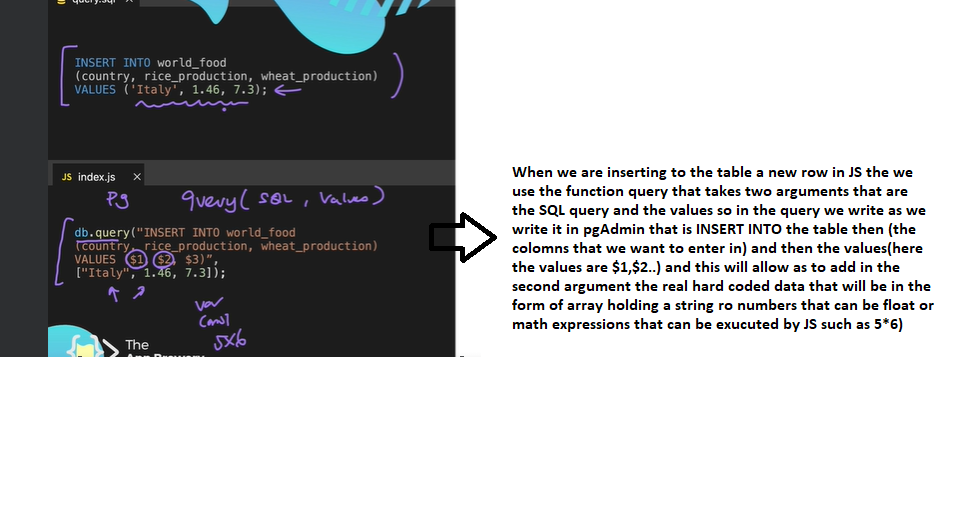 query.sql ×
INSERT INTO world_food
(country, rice_production, wheat_production)
VALUES ('Italy', 1.46, 7.3);
JS index.js ×
Pg query( SQL , Values)
db.query("INSERT INTO world_food
(country, rice_production, wheat_production)
VALUES ($1, $2, $3)",
["Italy", 1.46, 7.3]);
var
5x6
The
App Brewery
When we are inserting to the table a new row in JS the we
use the function query that takes two arguments that are
the SQL query and the values so in the query we write as we
write it in pgAdmin that is INSERT INTO the table then (the
colomns that we want to enter in) and then the values(here
the values are $1,$2..) and this will allow as to add in the
second argument the real hard coded data that will be in the
form of array holding a string ro numbers that can be float or
math expressions that can be exucuted by JS such as 5*6)